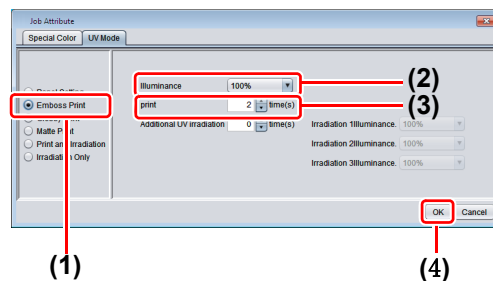 Job Attribute
Special Color UV Mode
Illuminance 100% (2)
Emboss Print print 2 time(s) (3)
Additional UV irradiation 0 time(s) Irradiation 1Illuminance. 100%
Matte Print
Print and Irradiation Irradiation 2Illuminance. 100%
Irradiation Only
Irradiation 3Illuminance. 100%
OK Cancel
(1) (4)